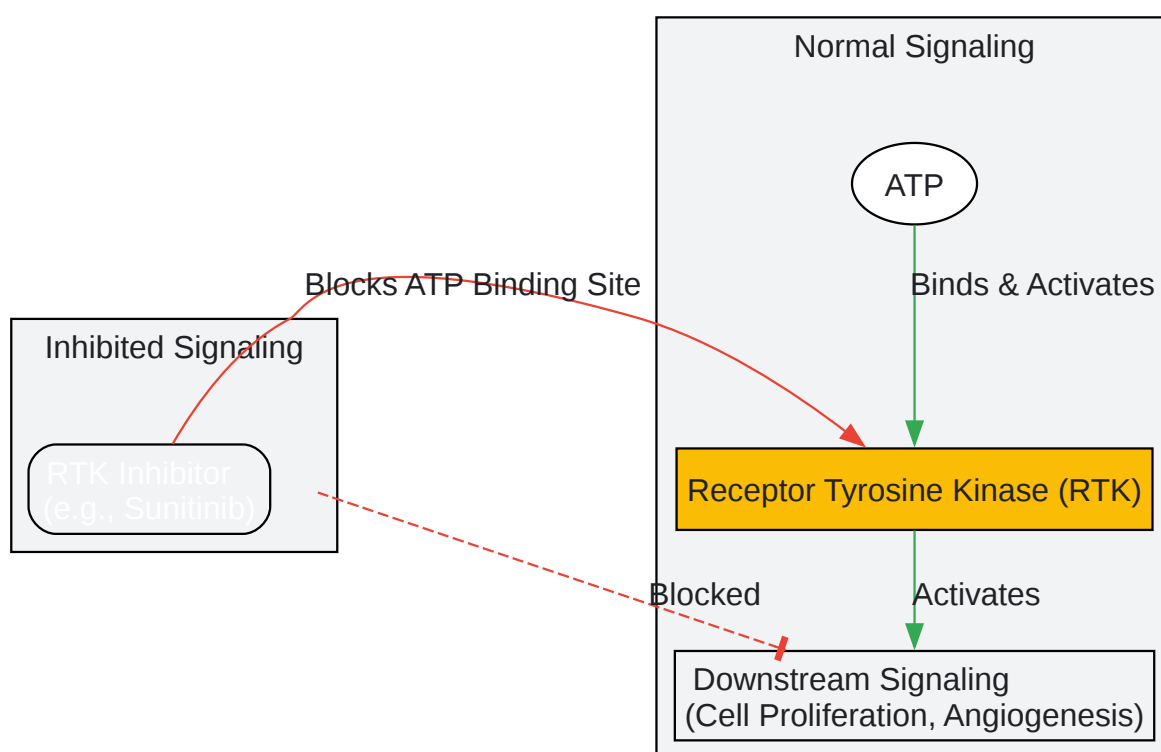 Normal Signaling
ATP
Blocks ATP Binding Site
Binds & Activates
Inhibited Signaling
RTK Inhibitor
(e.g., Sunitinib)
Receptor Tyrosine Kinase (RTK)
Blocked
Activates
Downstream Signaling
(Cell Proliferation, Angiogenesis)